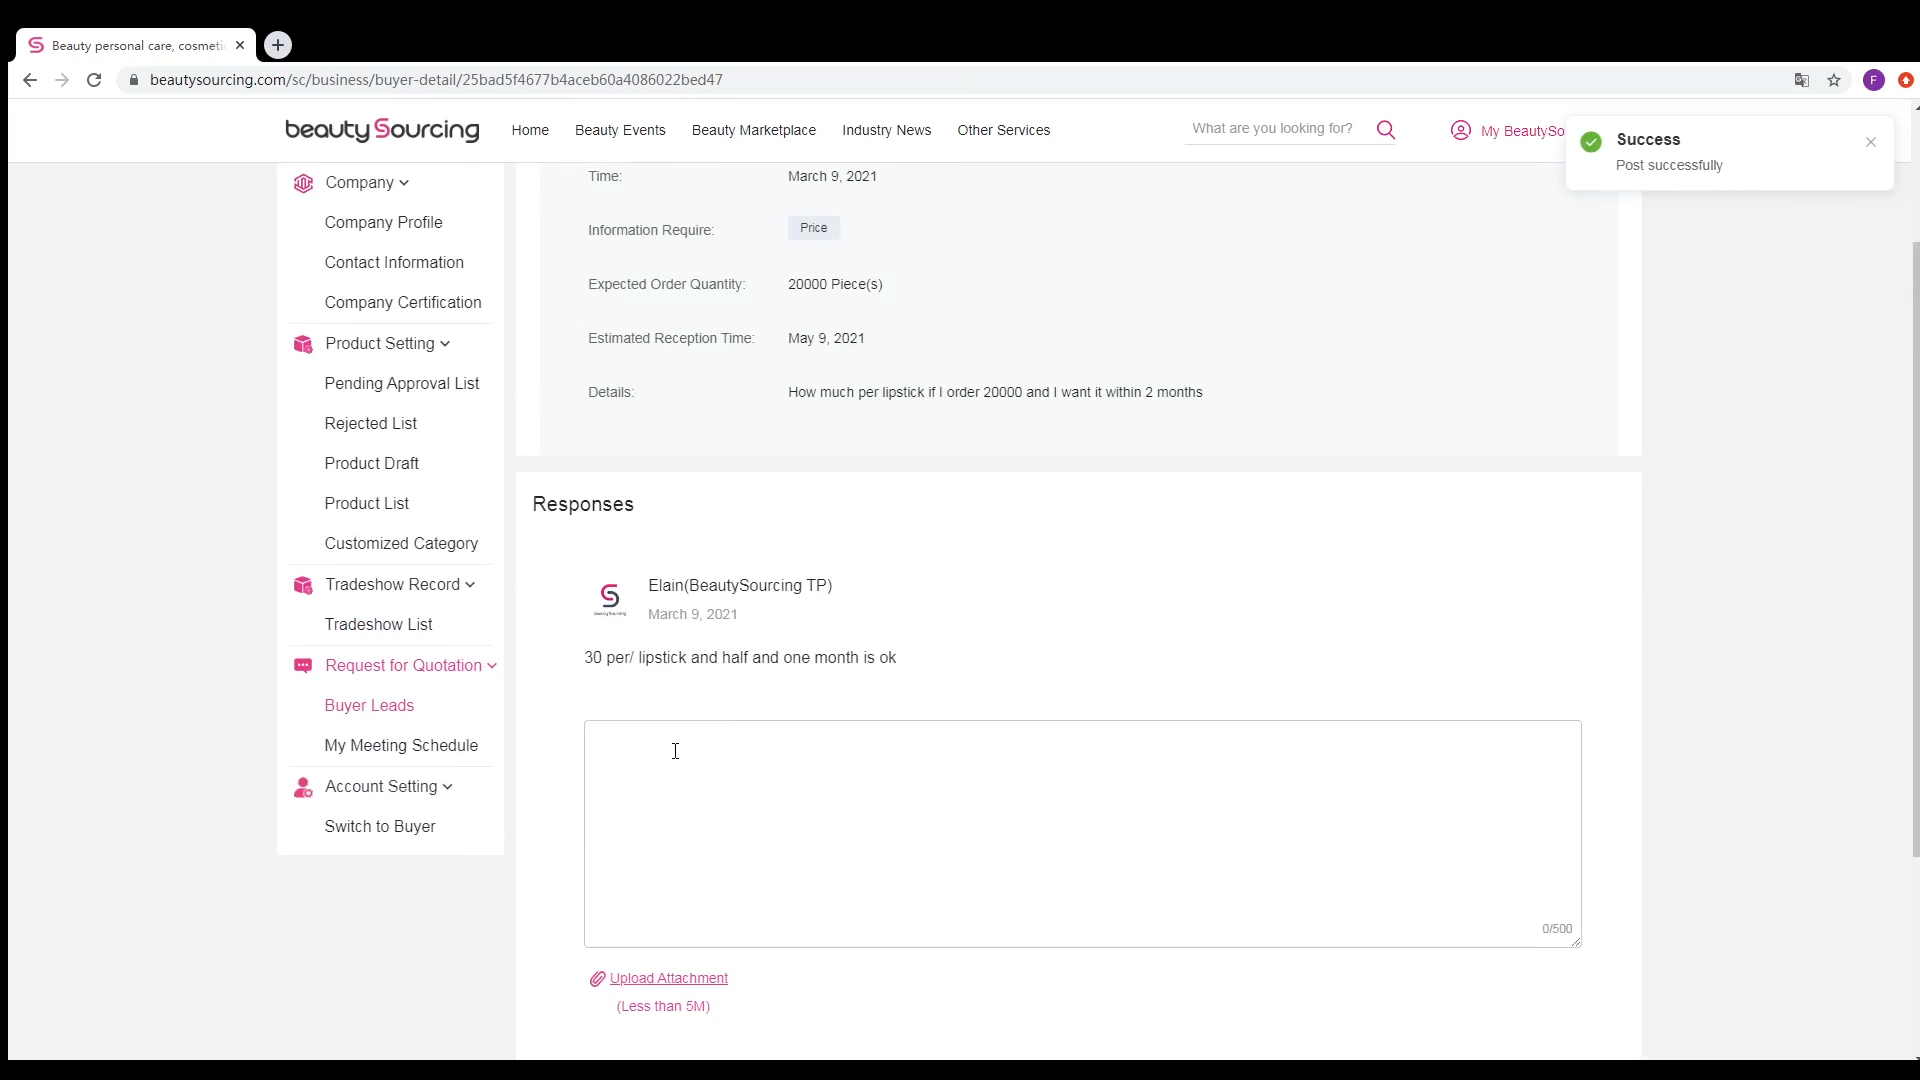 Beauty personal care, cosmeti
beautysourcing.com/sc/business/buyer-detail/25bad5f4677b4aceb60a4086022bed47
F
beautySourcing
Home
Beauty Events
Beauty Marketplace
Industry News
Other Services
What are you looking for?
My BeautySo
Success
Post successfully
Company
Company Profile
Contact Information
Company Certification
Product Setting
Pending Approval List
Rejected List
Product Draft
Product List
Customized Category
Tradeshow Record
Tradeshow List
Request for Quotation
Buyer Leads
My Meeting Schedule
Account Setting
Switch to Buyer
Time: March 9, 2021
Information Require: Price
Expected Order Quantity: 20000 Piece(s)
Estimated Reception Time: May 9, 2021
Details: How much per lipstick if I order 20000 and I want it within 2 months
Responses
Elain(BeautySourcing TP)
March 9, 2021
30 per/ lipstick and half and one month is ok
0/500
Upload Attachment
(Less than 5M)